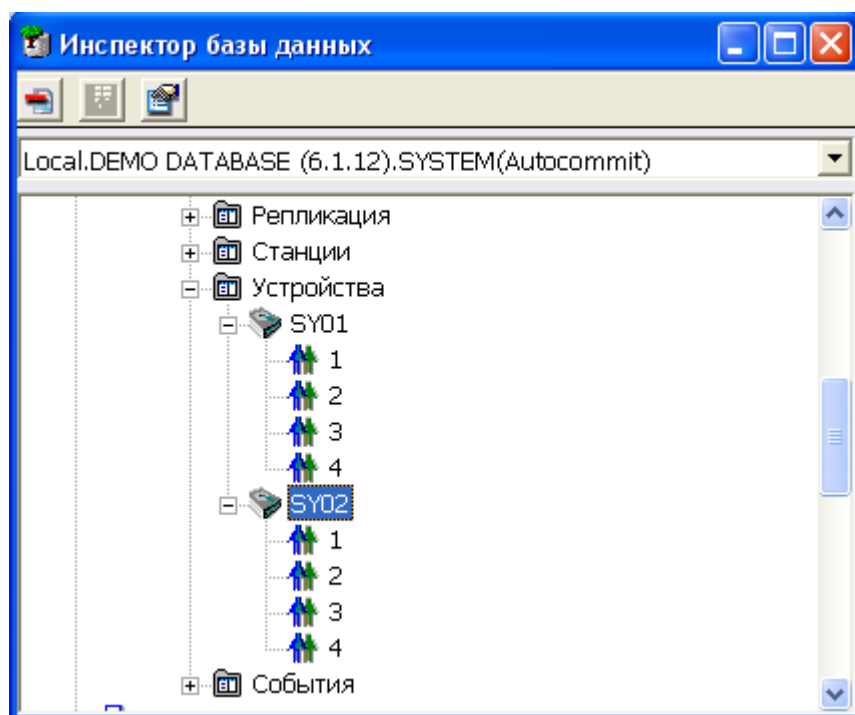 Инспектор базы данных
Local.DEMO DATABASE (6.1.12).SYSTEM(Autocommit)
Репликация
Станции
Устройства
SY01
1
2
3
4
SY02
1
2
3
4
События